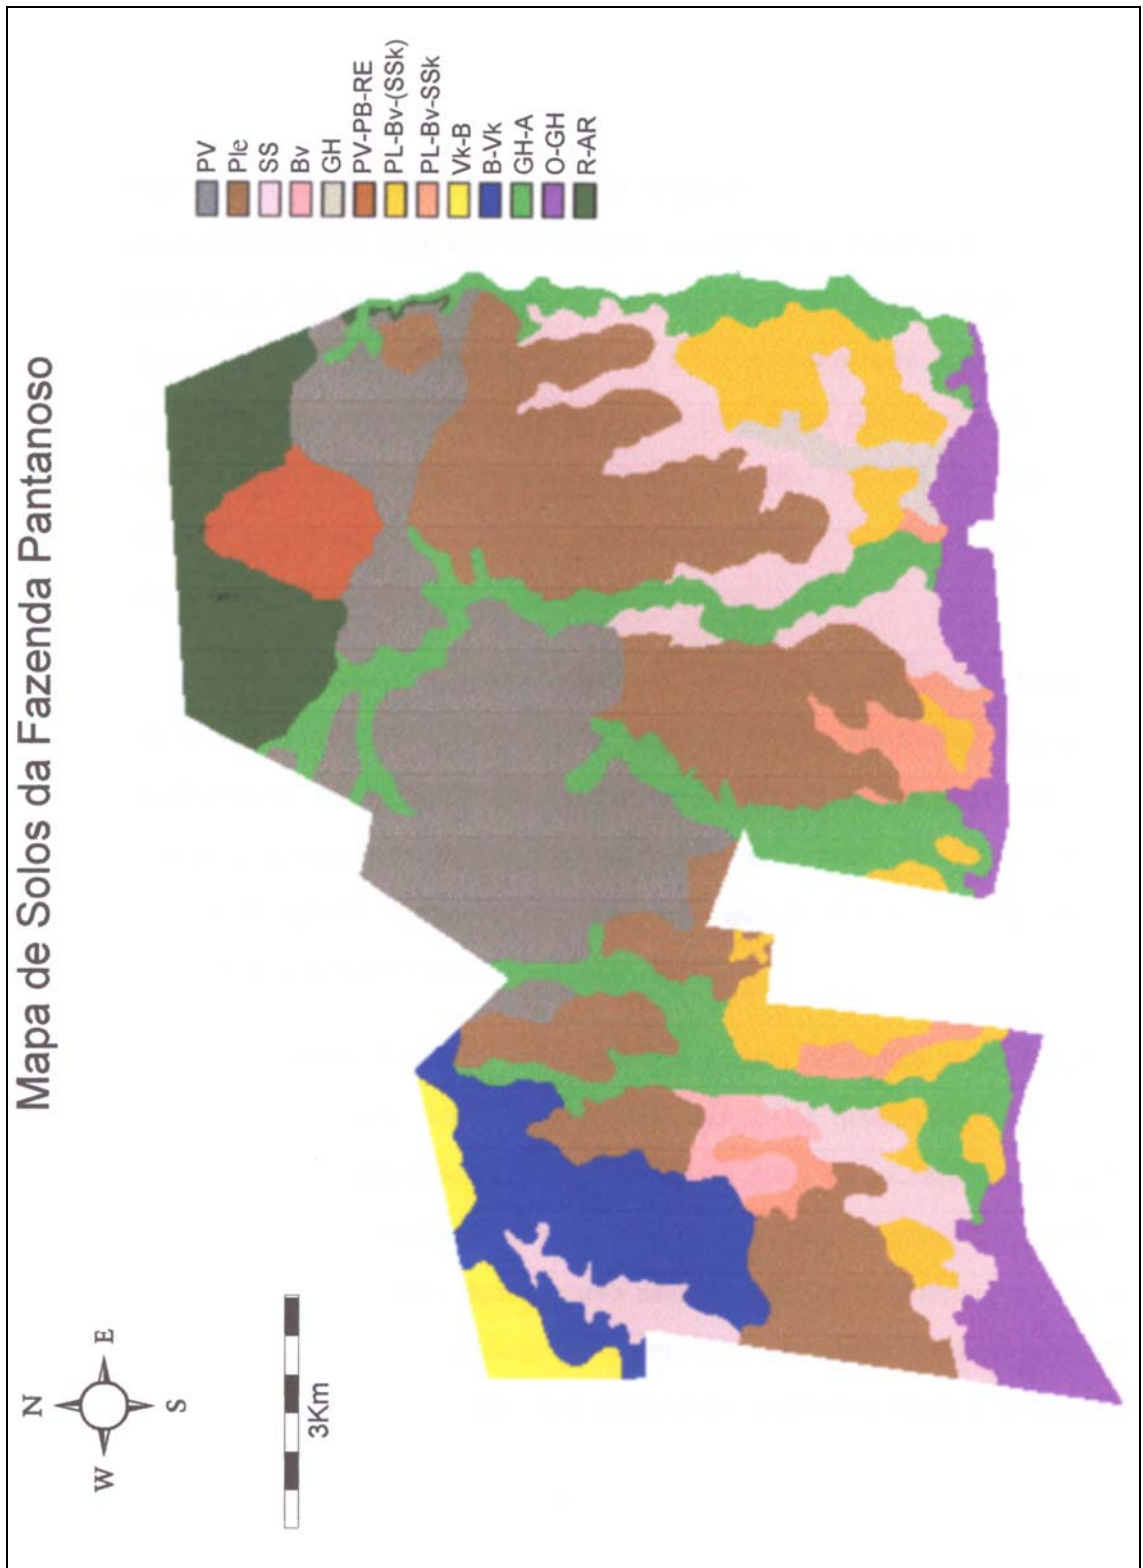 Mapa de Solos da Fazenda Pantanoso
N
W
E
S
3Km
PV
Ple
SS
Bv
GH
PV-PB-RE
PL-Bv-(SSk)
PL-Bv-SSk
Vk-B
B-Vk
GH-A
O-GH
R-AR